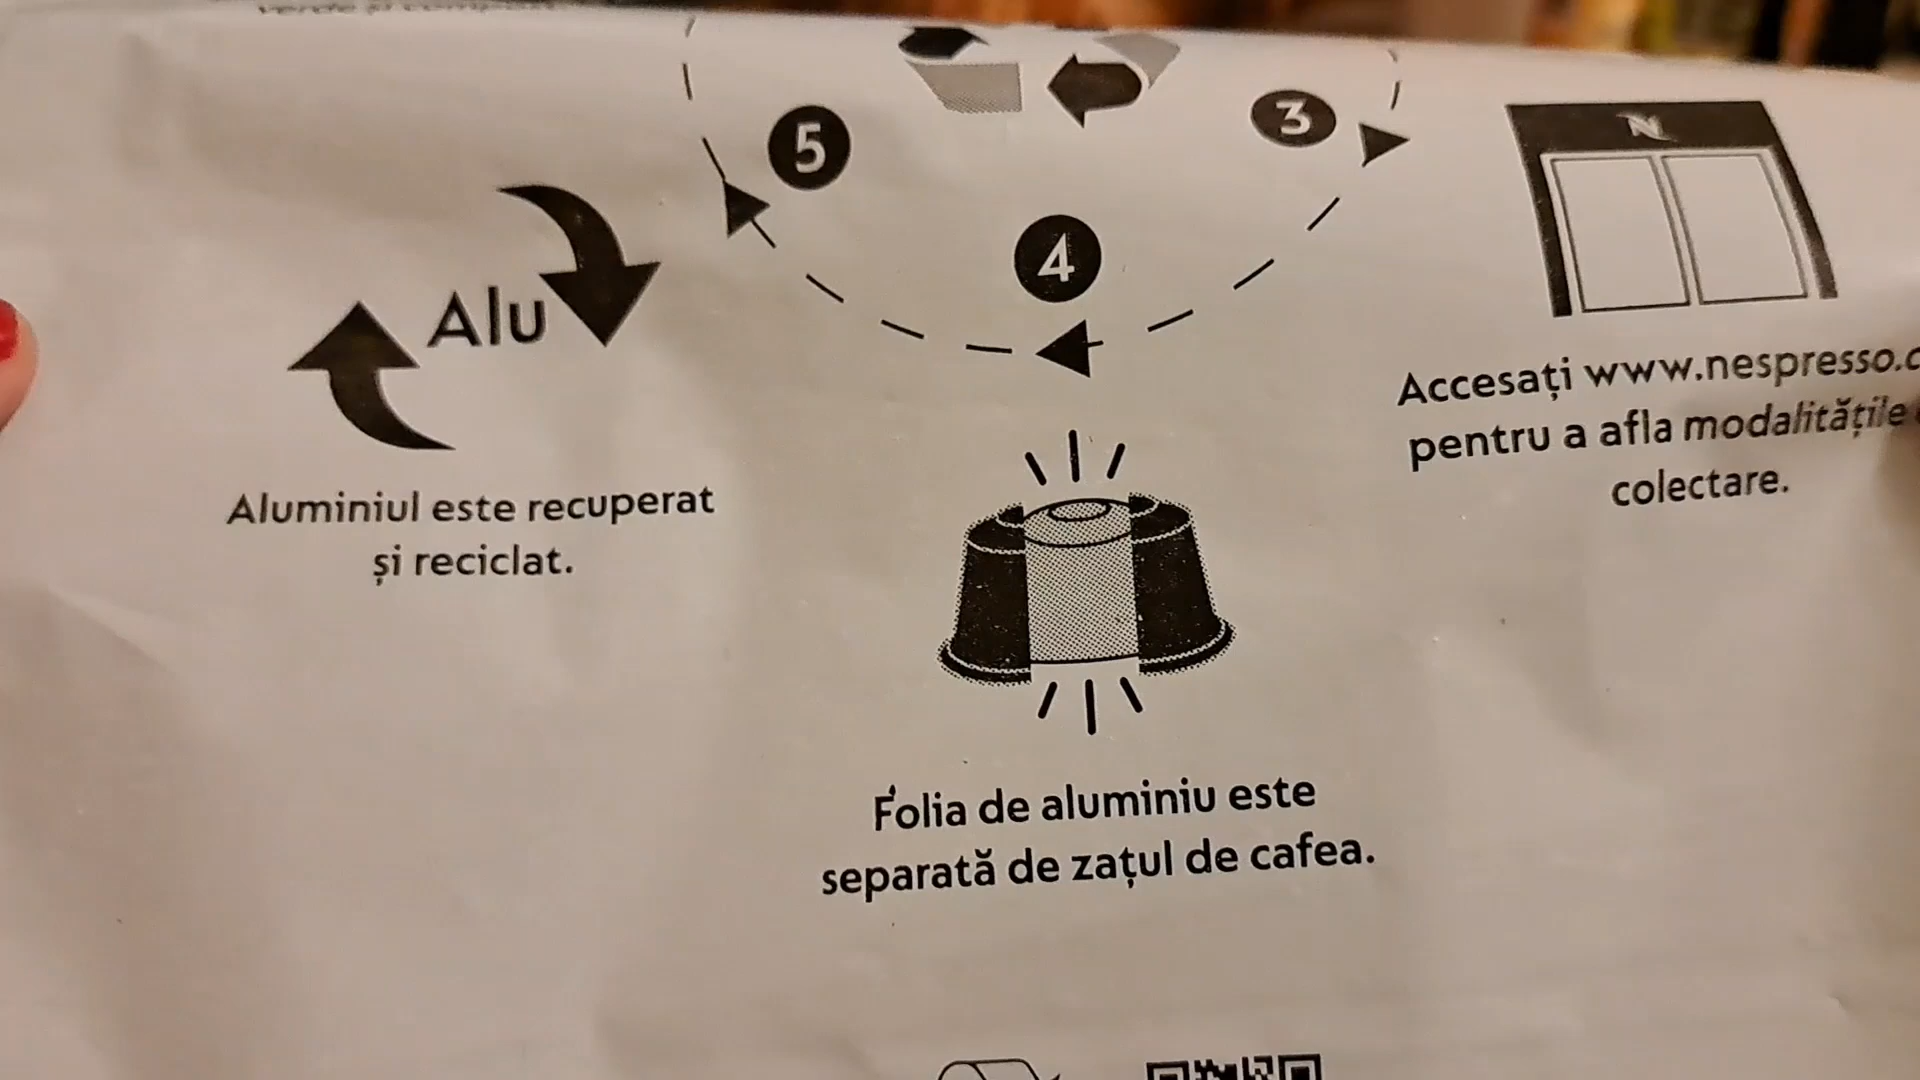 5
3
4
N
Alu
Accesați www.nespresso.c
pentru a afla modalitățile
colectare.
Aluminiul este recuperat
și reciclat.
Folia de aluminiu este
separată de zațul de cafea.